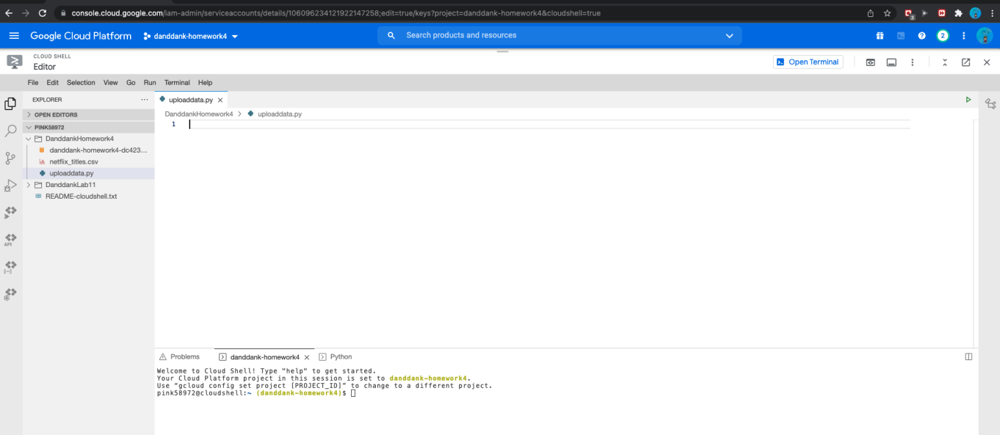 console.cloud.google.com/iam-admin/serviceaccounts/details/106096234121922147258;edit=true/keys?project=danddank-homework4&cloudshell=true
3
Google Cloud Platform danddank-homework4 Search products and resources 2
CLOUD SHELL
Editor Open Terminal
File Edit Selection View Go Run Terminal Help
EXPLORER ... uploaddata.py
OPEN EDITORS DanddankHomework4 > uploaddata.py
PINK58972 1
DanddankHomework4
danddank-homework4-dc423...
netflix_titles.csv
uploaddata.py
DanddankLab11
README-cloudshell.txt
API
Problems danddank-homework4 Python
Welcome to Cloud Shell! Type "help" to get started.
Your Cloud Platform project in this session is set to danddank-homework4.
Use “gcloud config set project [PROJECT_ID]” to change to a different project.
pink58972@cloudshell:~ (danddank-homework4)$